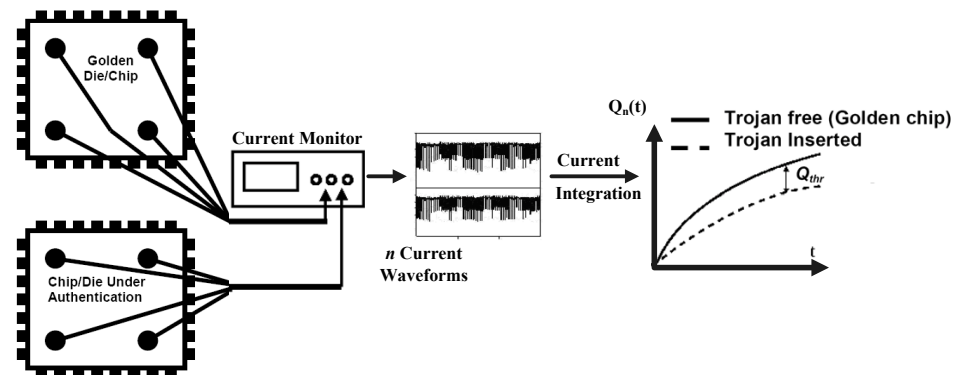 Golden
Die/Chip
Current Monitor
Chip/Die Under
Authentication
n Current
Waveforms
Current
Integration
Qn(t)
Trojan free (Golden chip)
Trojan Inserted
Qthr
t